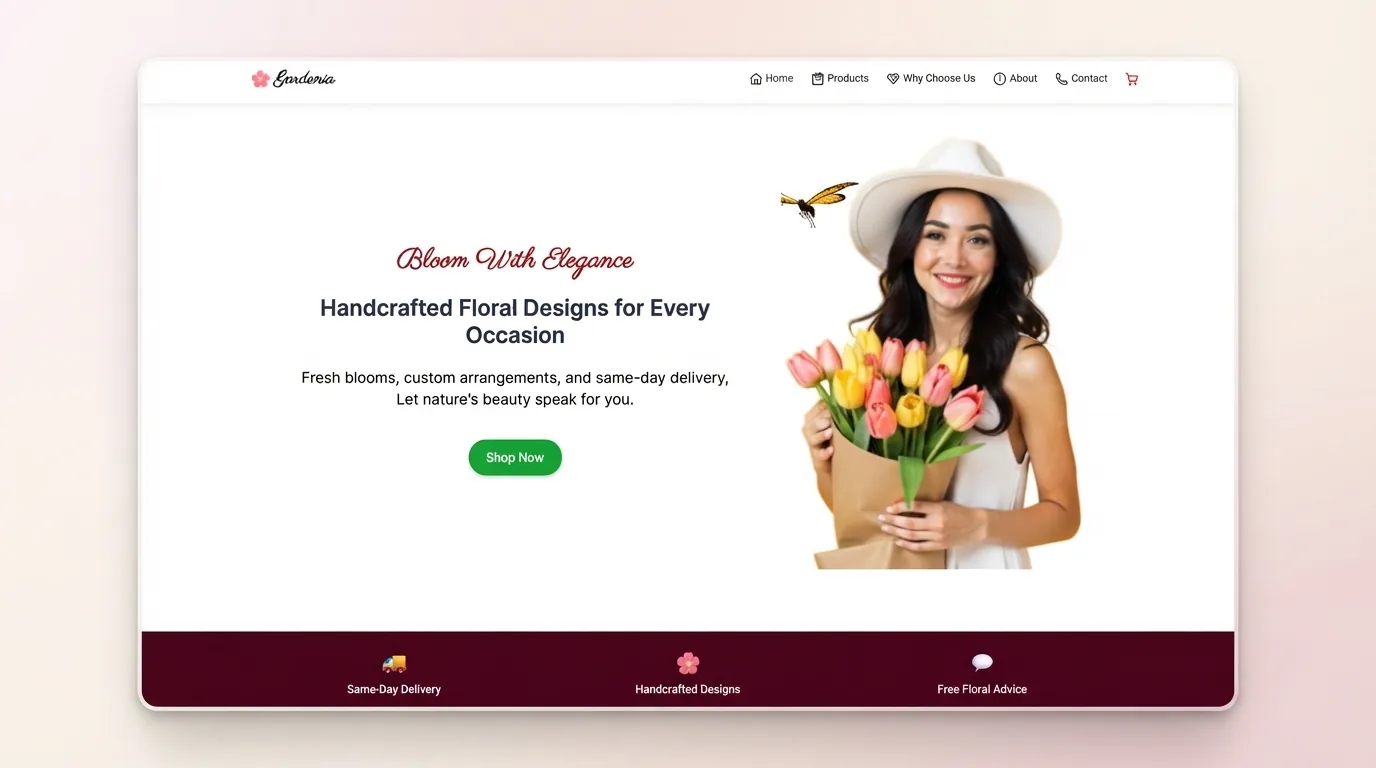 Gardenia
Home
Products
Why Choose Us
About
Contact
Bloom With Elegance
Handcrafted Floral Designs for Every
Occasion
Fresh blooms, custom arrangements, and same-day delivery,
Let nature's beauty speak for you.
Shop Now
Same-Day Delivery
Handcrafted Designs
Free Floral Advice